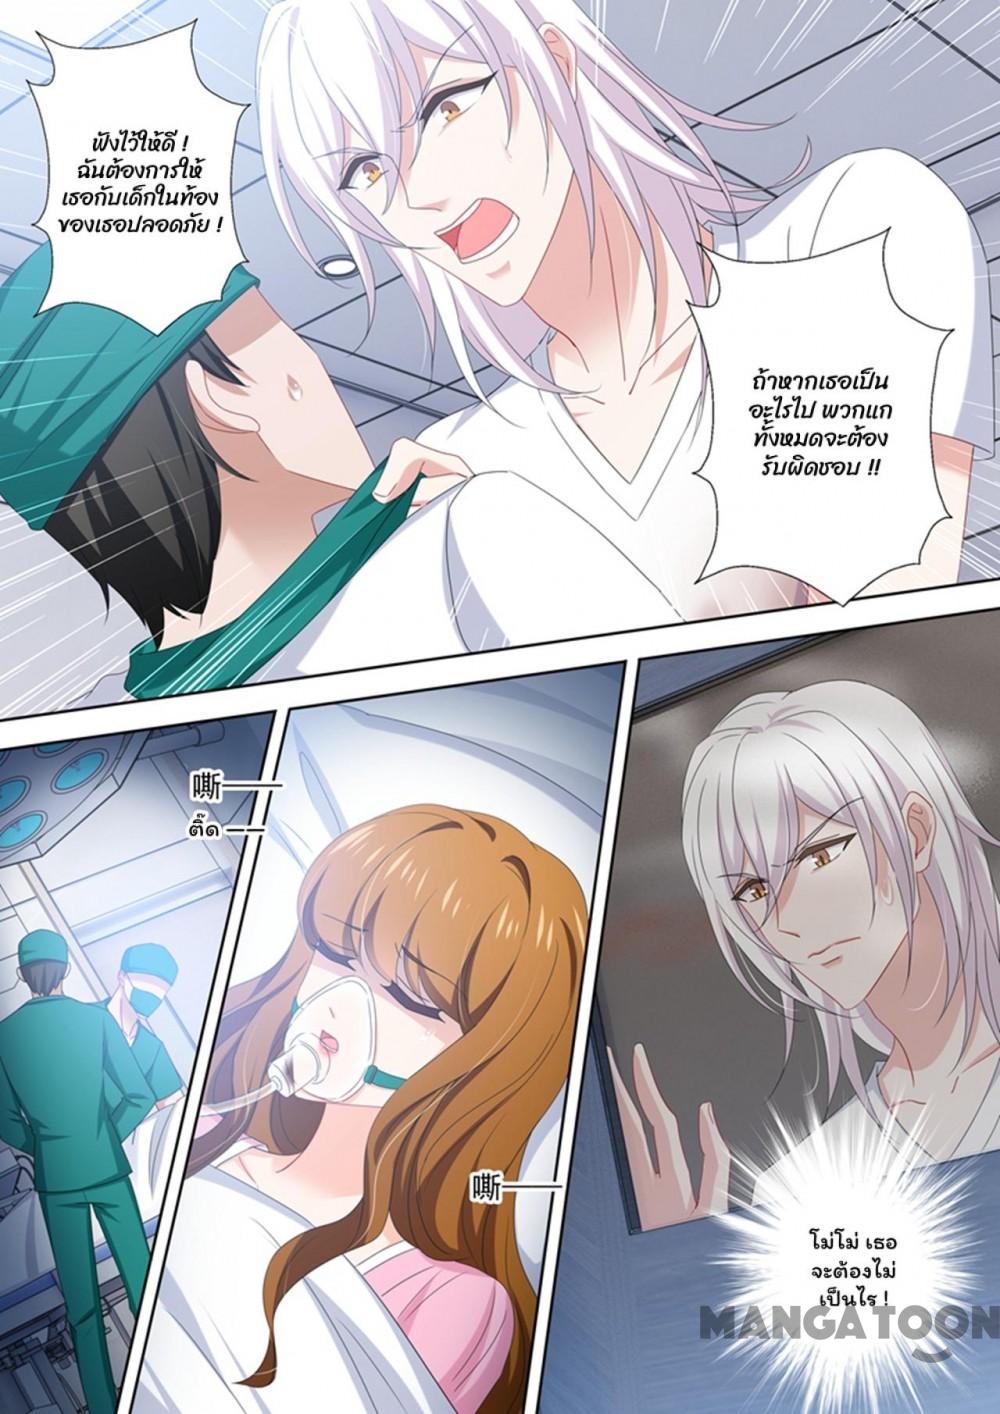 ฟังไว้ให้ดี !
ฉันต้องการให้
เธอกับเด็กในท้อง
ของเธอปลอดภัย !
ถ้าหากเธอเป็น
อะไรไป พวกแก
ทั้งหมดจะต้อง
รับผิดชอบ !!
嘶——
ติ๊ด ——
嘶——
โม่โม่ เธอ
จะต้องไม่
เป็นไร !
MANGATOON